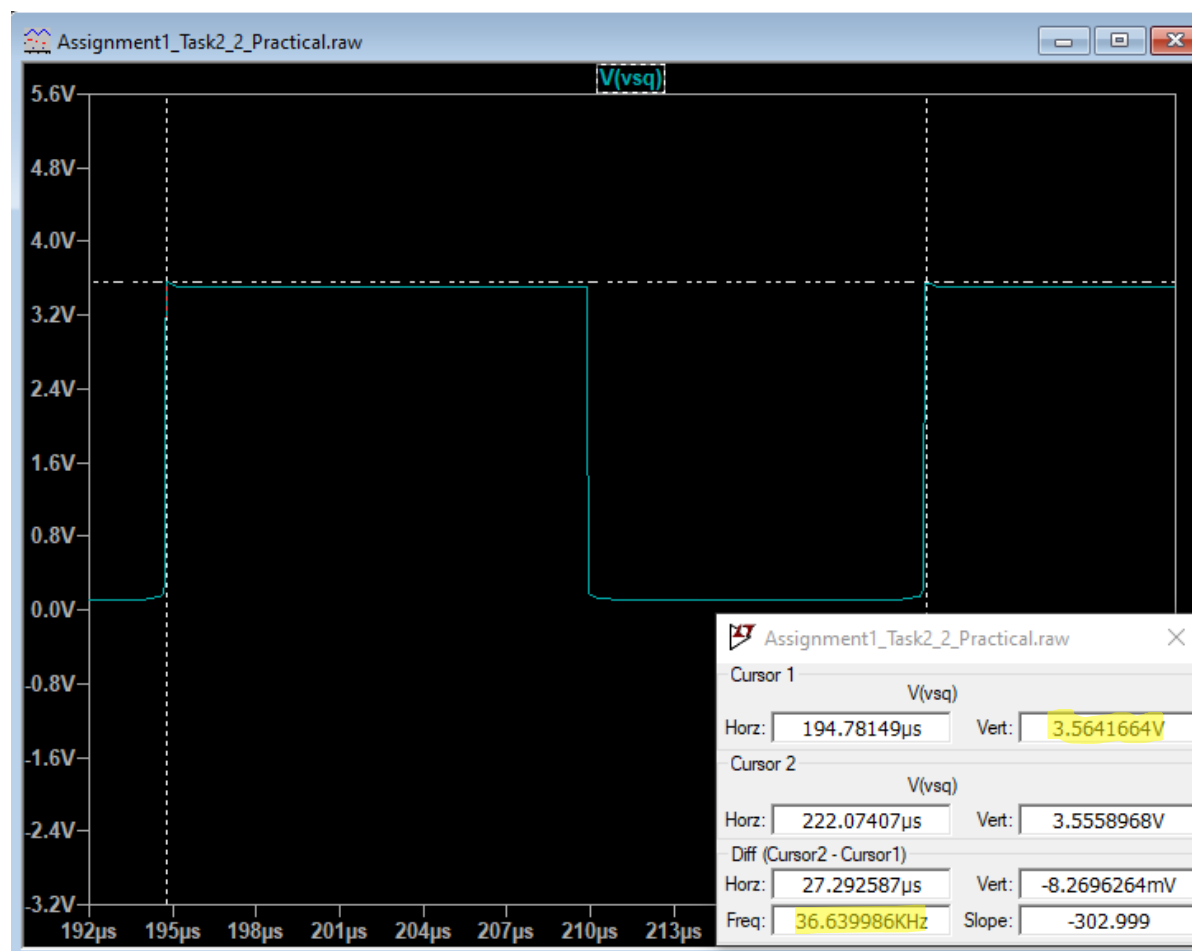 Assignment1_Task2_2_Practical.raw
V(vsq)
5.6V
4.8V
4.0V
3.2V
2.4V
1.6V
0.8V
0.0V
-0.8V
-1.6V
-2.4V
-3.2V
192µs 195µs 198µs 201µs 204µs 207µs 210µs 213µs
Assignment1_Task2_2_Practical.raw
Cursor 1
V(vsq)
Horz: 194.78149µs Vert: 3.5641664V
Cursor 2
V(vsq)
Horz: 222.07407µs Vert: 3.5558968V
Diff (Cursor2 - Cursor1)
Horz: 27.292587µs Vert: -8.2696264mV
Freq: 36.639986KHz Slope: -302.999